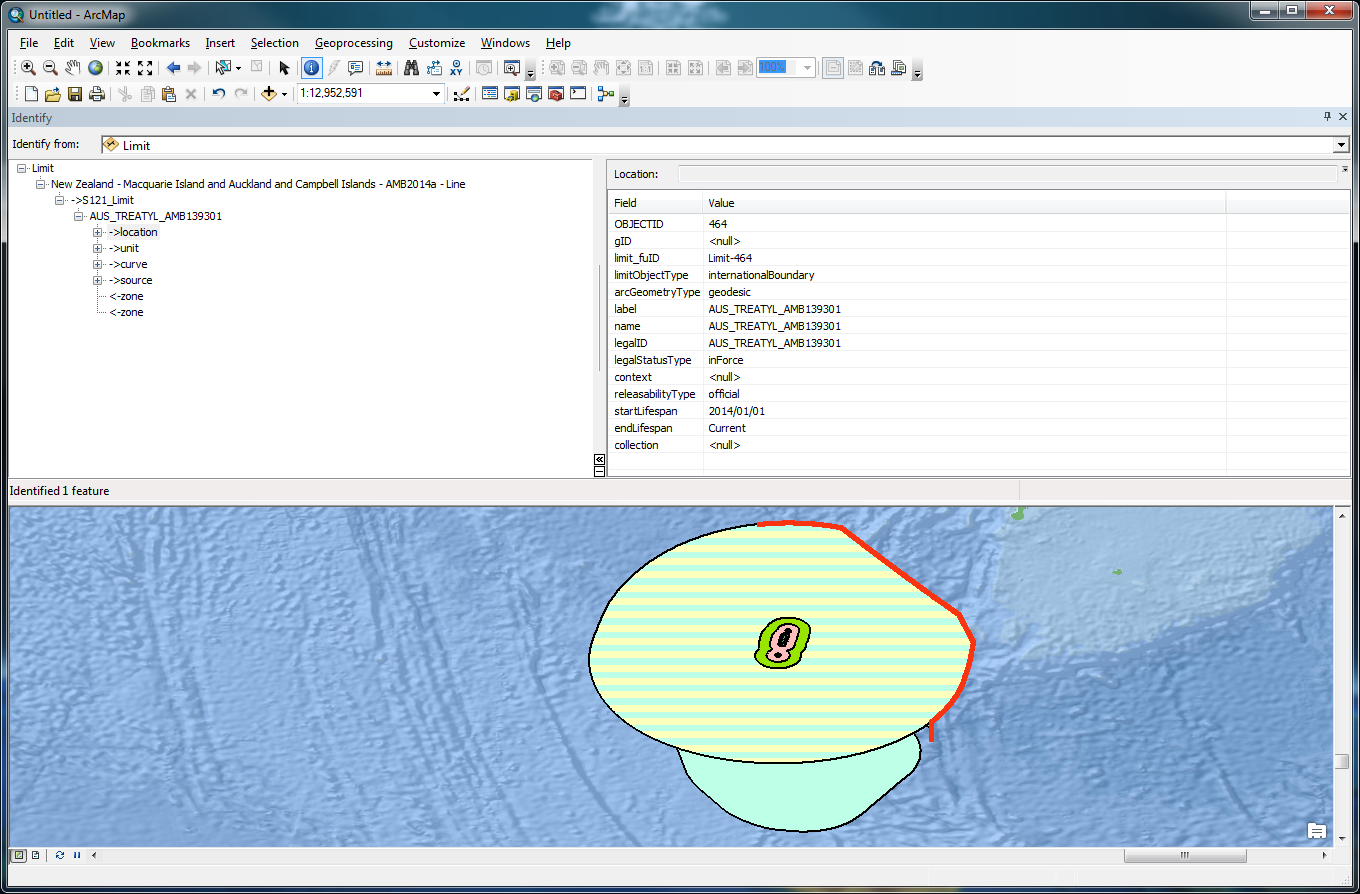 Untitled - ArcMap
File Edit View Bookmarks Insert Selection Geoprocessing Customize Windows Help
XY 1:1 100%
1:12,952,591
Identify
Identify from: Limit
Limit
New Zealand - Macquarie Island and Auckland and Campbell Islands - AMB2014a - Line
->S121_Limit
AUS_TREATYL_AMB139301
->location
->unit
->curve
->source
<-zone
<-zone
Location:
Field Value
OBJECTID 464
gID <null>
limit_fuID Limit-464
limitObjectType internationalBoundary
arcGeometryType geodesic
label AUS_TREATYL_AMB139301
name AUS_TREATYL_AMB139301
legalID AUS_TREATYL_AMB139301
legalStatusType inForce
context <null>
releasabilityType official
startLifespan 2014/01/01
endLifespan Current
collection <null>
Identified 1 feature